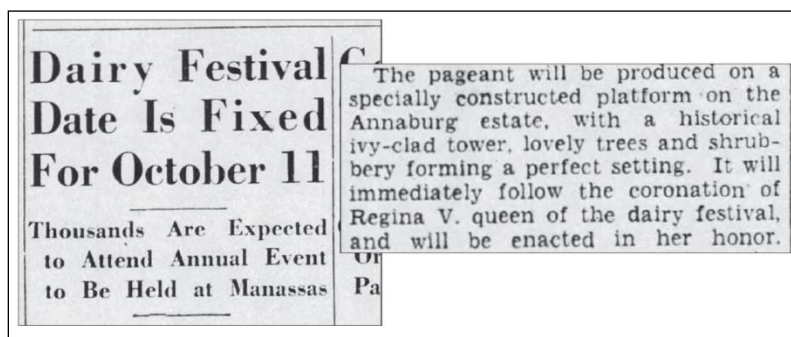 Dairy Festival
Date Is Fixed
For October 11
Thousands Are Expected
to Attend Annual Event
to Be Held at Manassas
Pa
The pageant will be produced on a
specially constructed platform on the
Annaburg estate, with a historical
ivy-clad tower, lovely trees and shrub-
bery forming a perfect setting. It will
immediately follow the coronation of
Regina V. queen of the dairy festival,
and will be enacted in her honor.